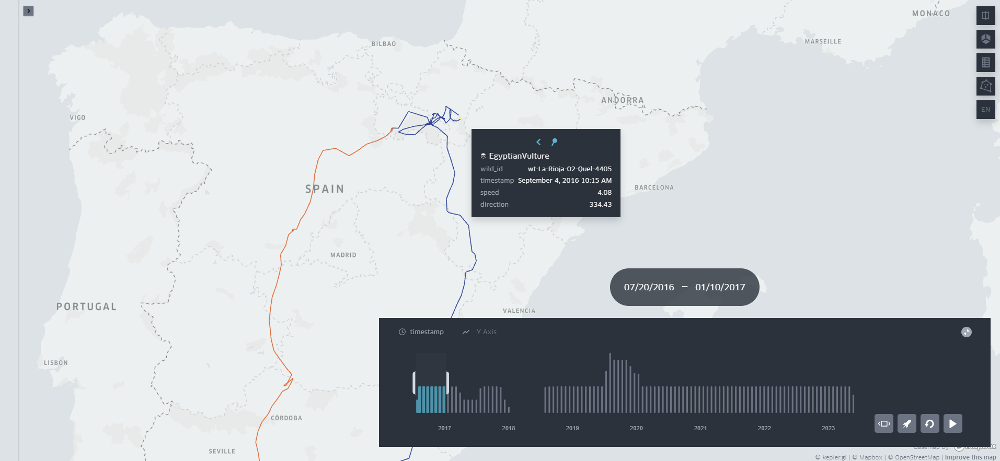 MONACO
MARSEILLE
BILBAO
ANDORRA
EN
VIGO
EgyptianVulture
wild_id wt-La-Rioja-02-Quel-4405
timestamp September 4, 2016 10:15 AM
speed 4.08
direction 334.43
SPAIN
BARCELONA
MADRID
07/20/2016 – 01/10/2017
PORTUGAL
VALENCIA
timestamp Y Axis
LISBON
CÓRDOBA
2017 2018 2019 2020 2021 2022 2023
SEVILLE
Basemap by: mapbox
© kepler.gl | © Mapbox | © OpenStreetMap | Improve this map